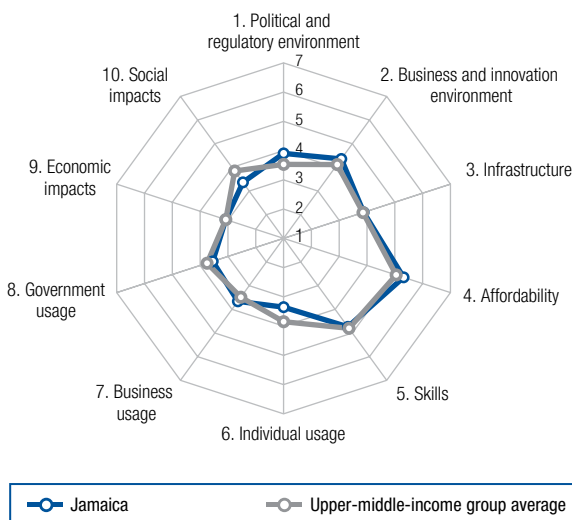 1. Political and
regulatory environment
2. Business and innovation
environment
3. Infrastructure
4. Affordability
5. Skills
6. Individual usage
7. Business
usage
8. Government
usage
9. Economic
impacts
10. Social
impacts
7
6
5
4
3
2
1
Jamaica
Upper-middle-income group average